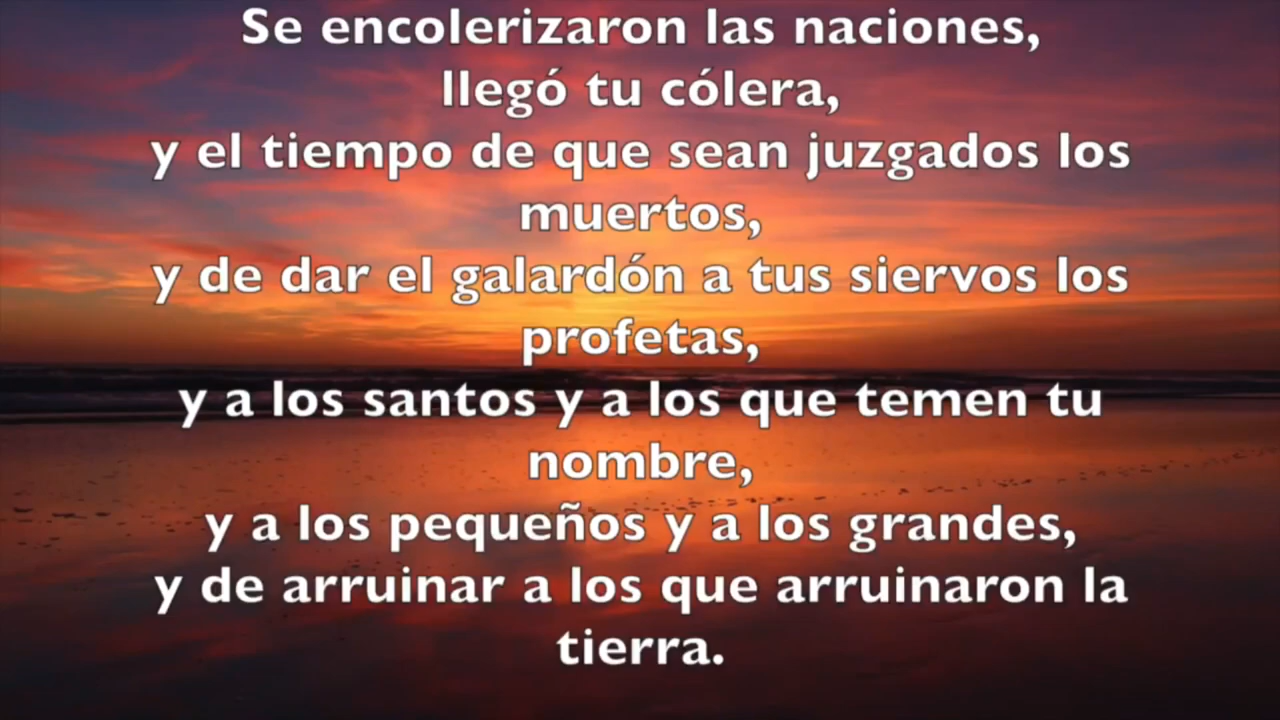 Se encolerizaron las naciones,
llegó tu cólera,
y el tiempo de que sean juzgados los
muertos,
y de dar el galardón a tus siervos los
profetas,
y a los santos y a los que temen tu
nombre,
y a los pequeños y a los grandes,
y de arruinar a los que arruinaron la
tierra.